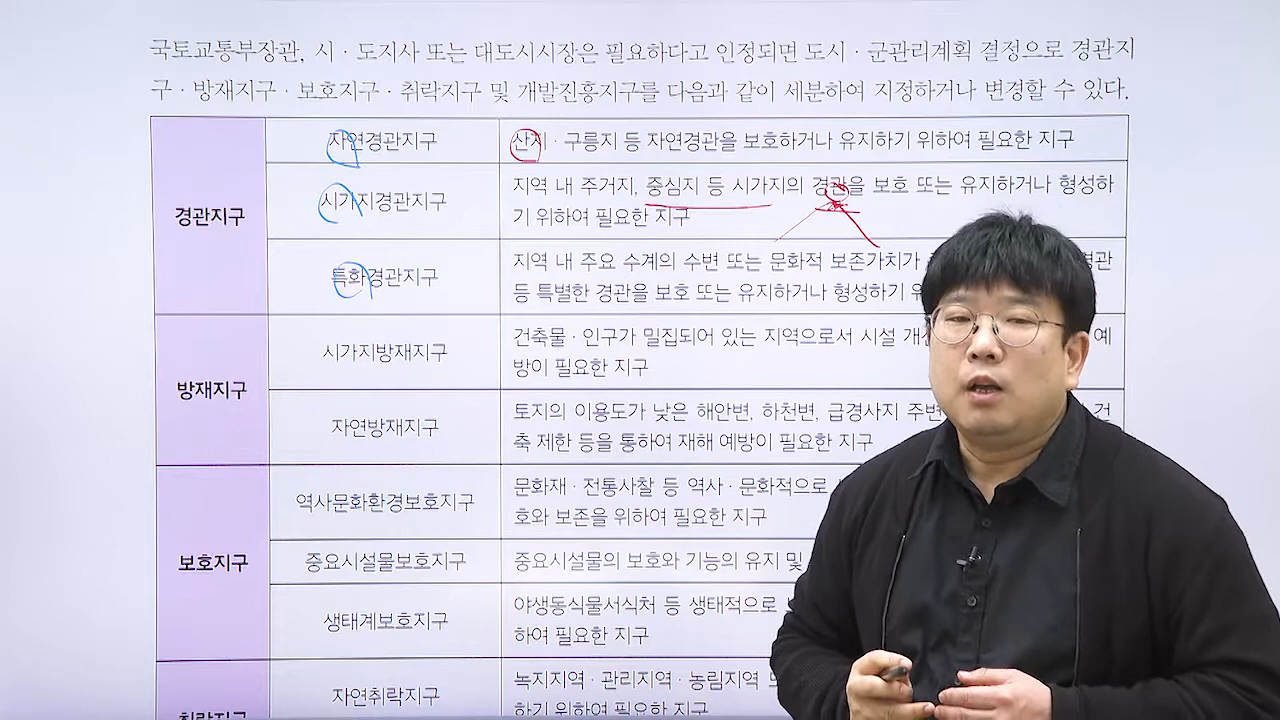 국토교통부장관, 시 · 도지사 또는 대도시시장은 필요하다고 인정되면 도시 · 군관리계획 결정으로 경관지
구 · 방재지구 · 보호지구 · 취락지구 및 개발진흥지구를 다음과 같이 세분하여 지정하거나 변경할 수 있다.
경관지구
자연경관지구
산지 · 구릉지 등 자연경관을 보호하거나 유지하기 위하여 필요한 지구
시가지경관지구
지역 내 주거지, 중심지 등 시가지의 경관을 보호 또는 유지하거나 형성하
기 위하여 필요한 지구
특화경관지구
지역 내 주요 수계의 수변 또는 문화적 보존가치가 경관
등 특별한 경관을 보호 또는 유지하거나 형성하기
방재지구
시가지방재지구
건축물 · 인구가 밀집되어 있는 지역으로서 시설 예
방이 필요한 지구
자연방재지구
토지의 이용도가 낮은 해안변, 하천변, 급경사지 주변 건
축 제한 등을 통하여 재해 예방이 필요한 지구
보호지구
역사문화환경보호지구
문화재 · 전통사찰 등 역사 · 문화적으로
호와 보존을 위하여 필요한 지구
중요시설물보호지구
중요시설물의 보호와 기능의 유지 및
생태계보호지구
야생동식물서식처 등 생태적으로
하여 필요한 지구
취락지구
자연취락지구
녹지지역 · 관리지역 · 농림지역
하기 위하여 필요한 지구